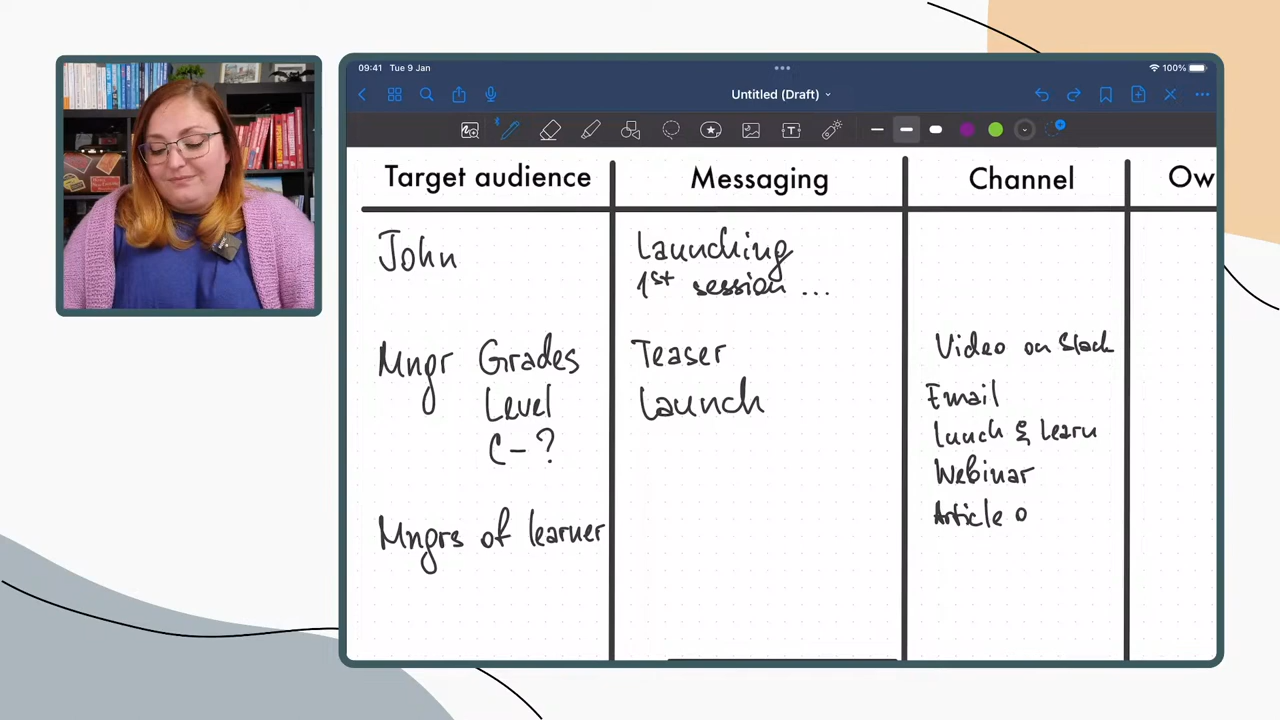 09:41 Tue 9 Jan
100%
Untitled (Draft)
Target audience
Messaging
Channel
Ow
John
Launching
1st session ...
Mngr Grades
Level
C-?
Teaser
Launch
Video on Slack
Email
Lunch & Learn
Webinar
Article o
Mngrs of learner